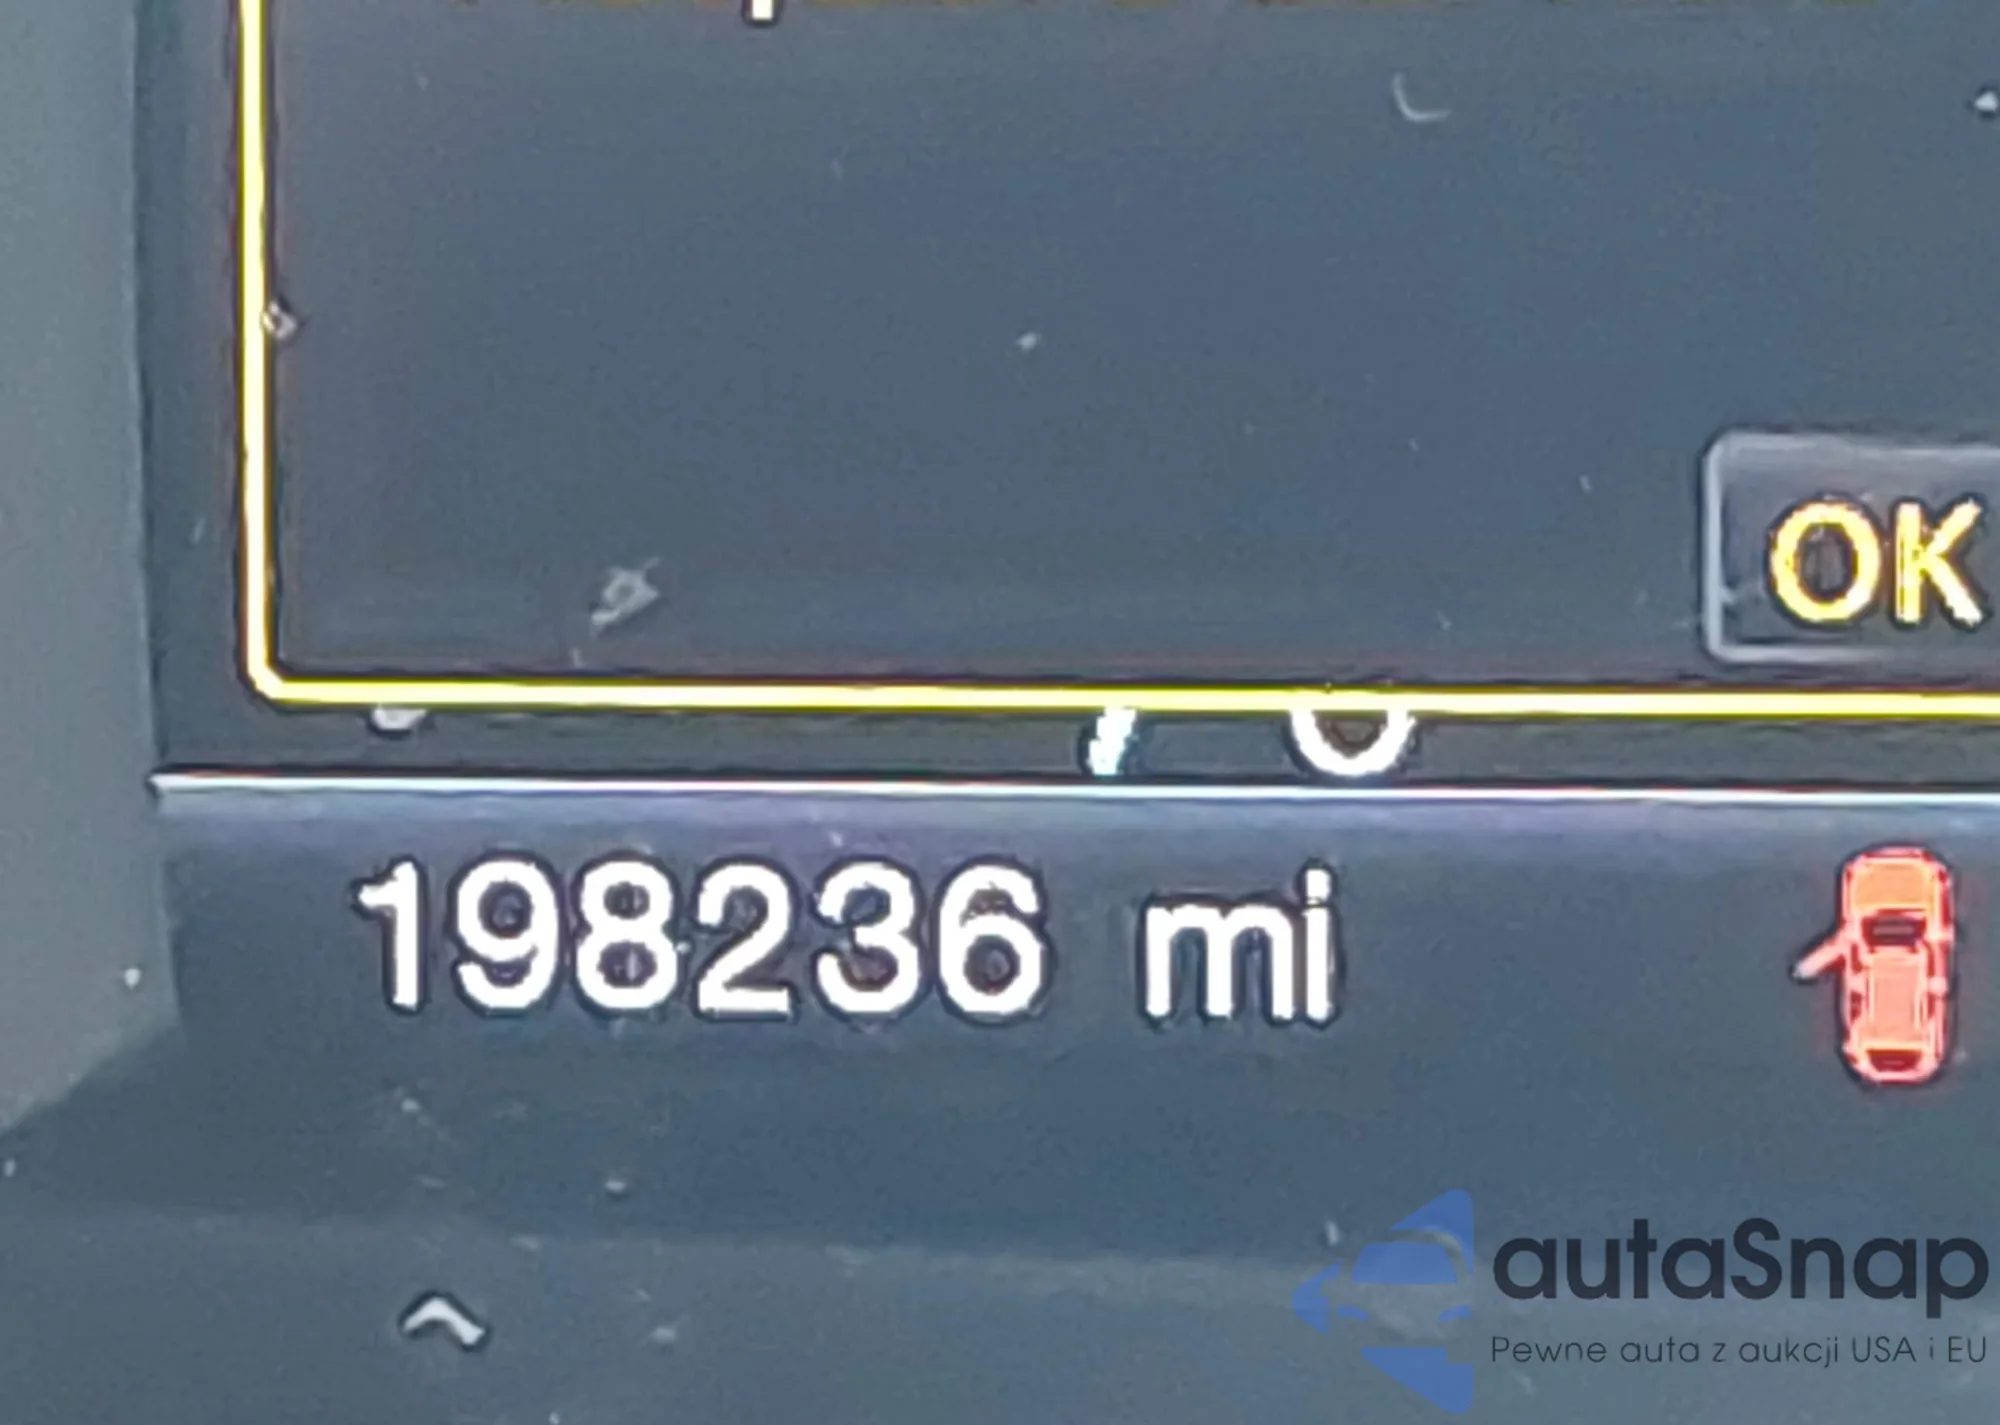 OK
198236 mi
autaSnap
Pewne auta z aukcji USA i EU